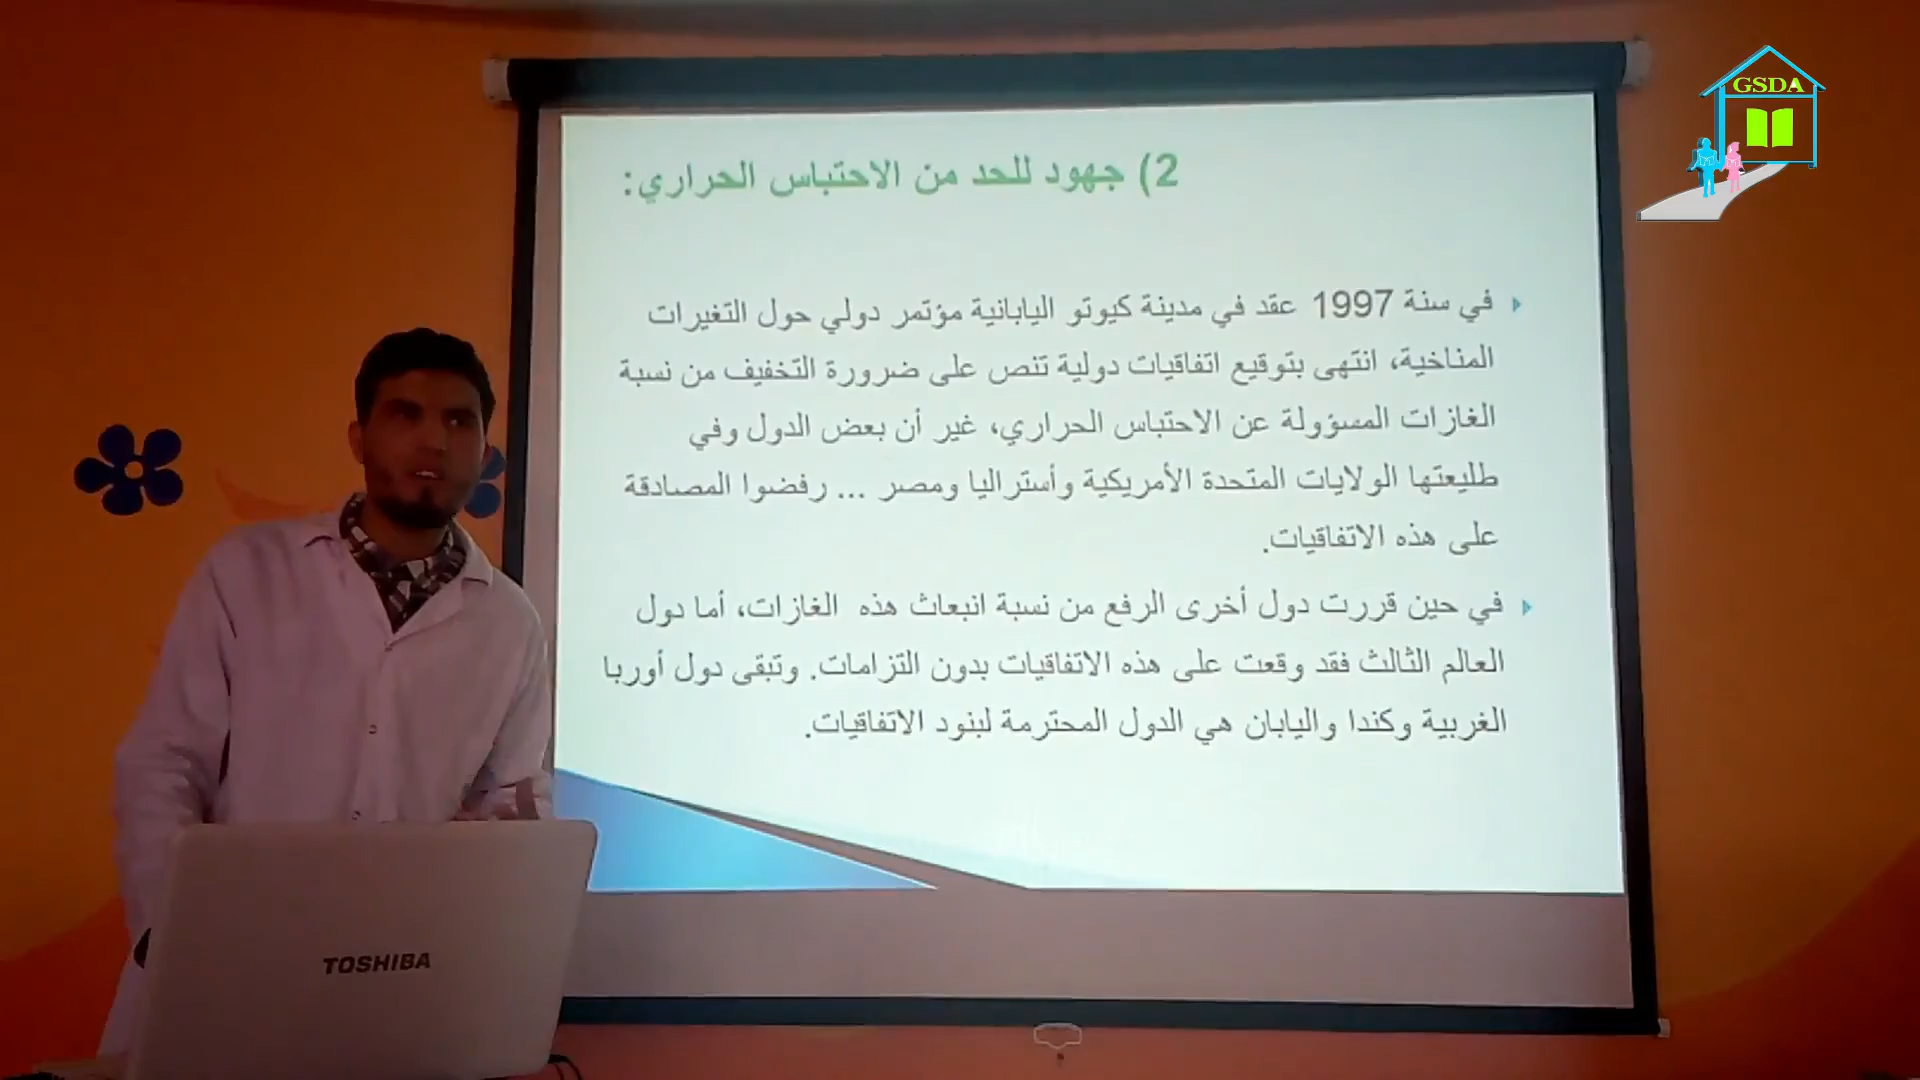 GSDA
2) جهود للحد من الاحتباس الحراري:
في سنة 1997 عقد في مدينة كيوتو اليابانية مؤتمر دولي حول التغيرات
المناخية، انتهى بتوقيع اتفاقيات دولية تنص على ضرورة التخفيف من نسبة
الغازات المسؤولة عن الاحتباس الحراري، غير أن بعض الدول وفي
طليعتها الولايات المتحدة الأمريكية وأستراليا ومصر ... رفضوا المصادقة
على هذه الاتفاقيات.
في حين قررت دول أخرى الرفع من نسبة انبعاث هذه الغازات، أما دول
العالم الثالث فقد وقعت على هذه الاتفاقيات بدون التزامات. وتبقى دول أوربا
الغربية وكندا واليابان هي الدول المحترمة لبنود الاتفاقيات.
TOSHIBA